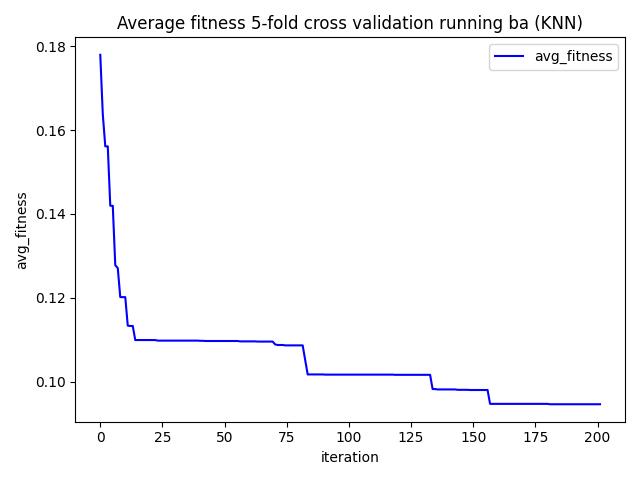 Average fitness 5-fold cross validation running ba (KNN)
avg_fitness
0.18
0.16
0.14
0.12
0.10
avg_fitness
0 25 50 75 100 125 150 175 200
iteration